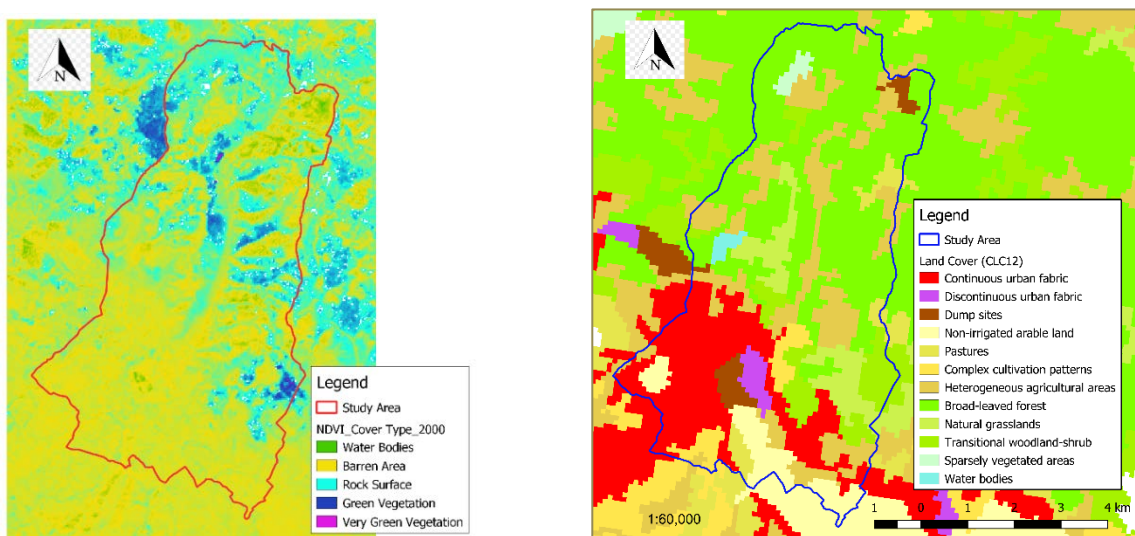 N
Legend
Study Area
NDVI_Cover Type_2000
Water Bodies
Barren Area
Rock Surface
Green Vegetation
Very Green Vegetation
N
Legend
Study Area
Land Cover (CLC12)
Continuous urban fabric
Discontinuous urban fabric
Dump sites
Non-irrigated arable land
Pastures
Complex cultivation patterns
Heterogeneous agricultural areas
Broad-leaved forest
Natural grasslands
Transitional woodland-shrub
Sparsely vegetated areas
Water bodies
1:60,000
1 0 1 2 3 4 km